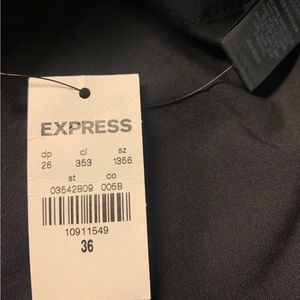 EXPRESS
dp cl sz
26 353 1356
st co
03542809 0058
10911549
36